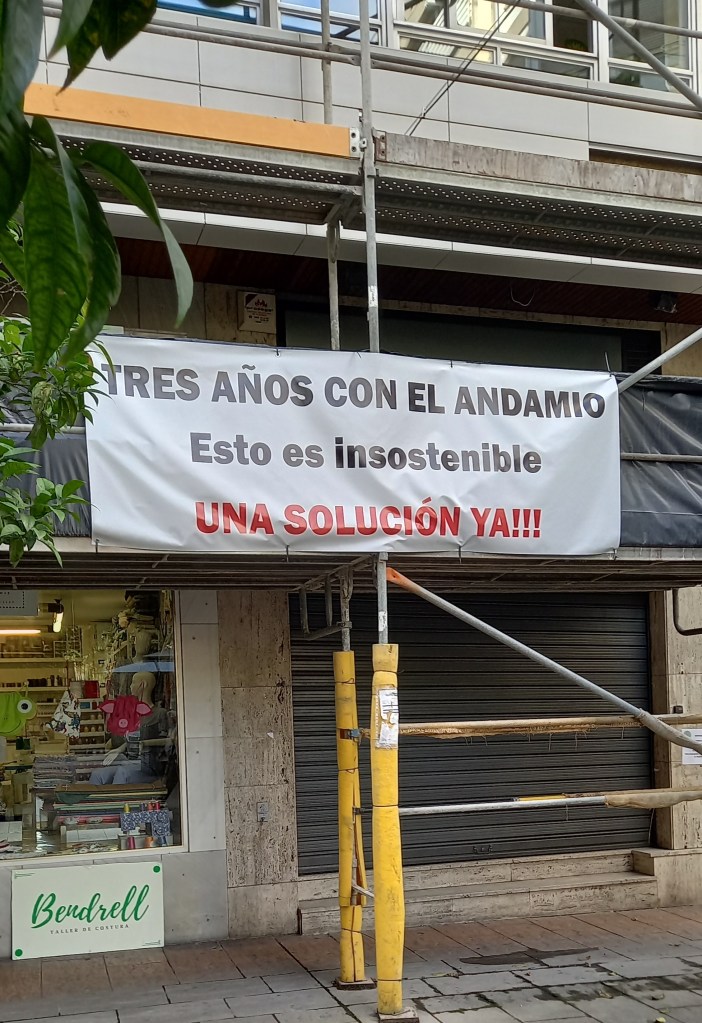 TRES AÑOS CON EL ANDAMIO
Esto es insostenible
UNA SOLUCIÓN YA!!!
Bendrell
TALLER DE COSTURA